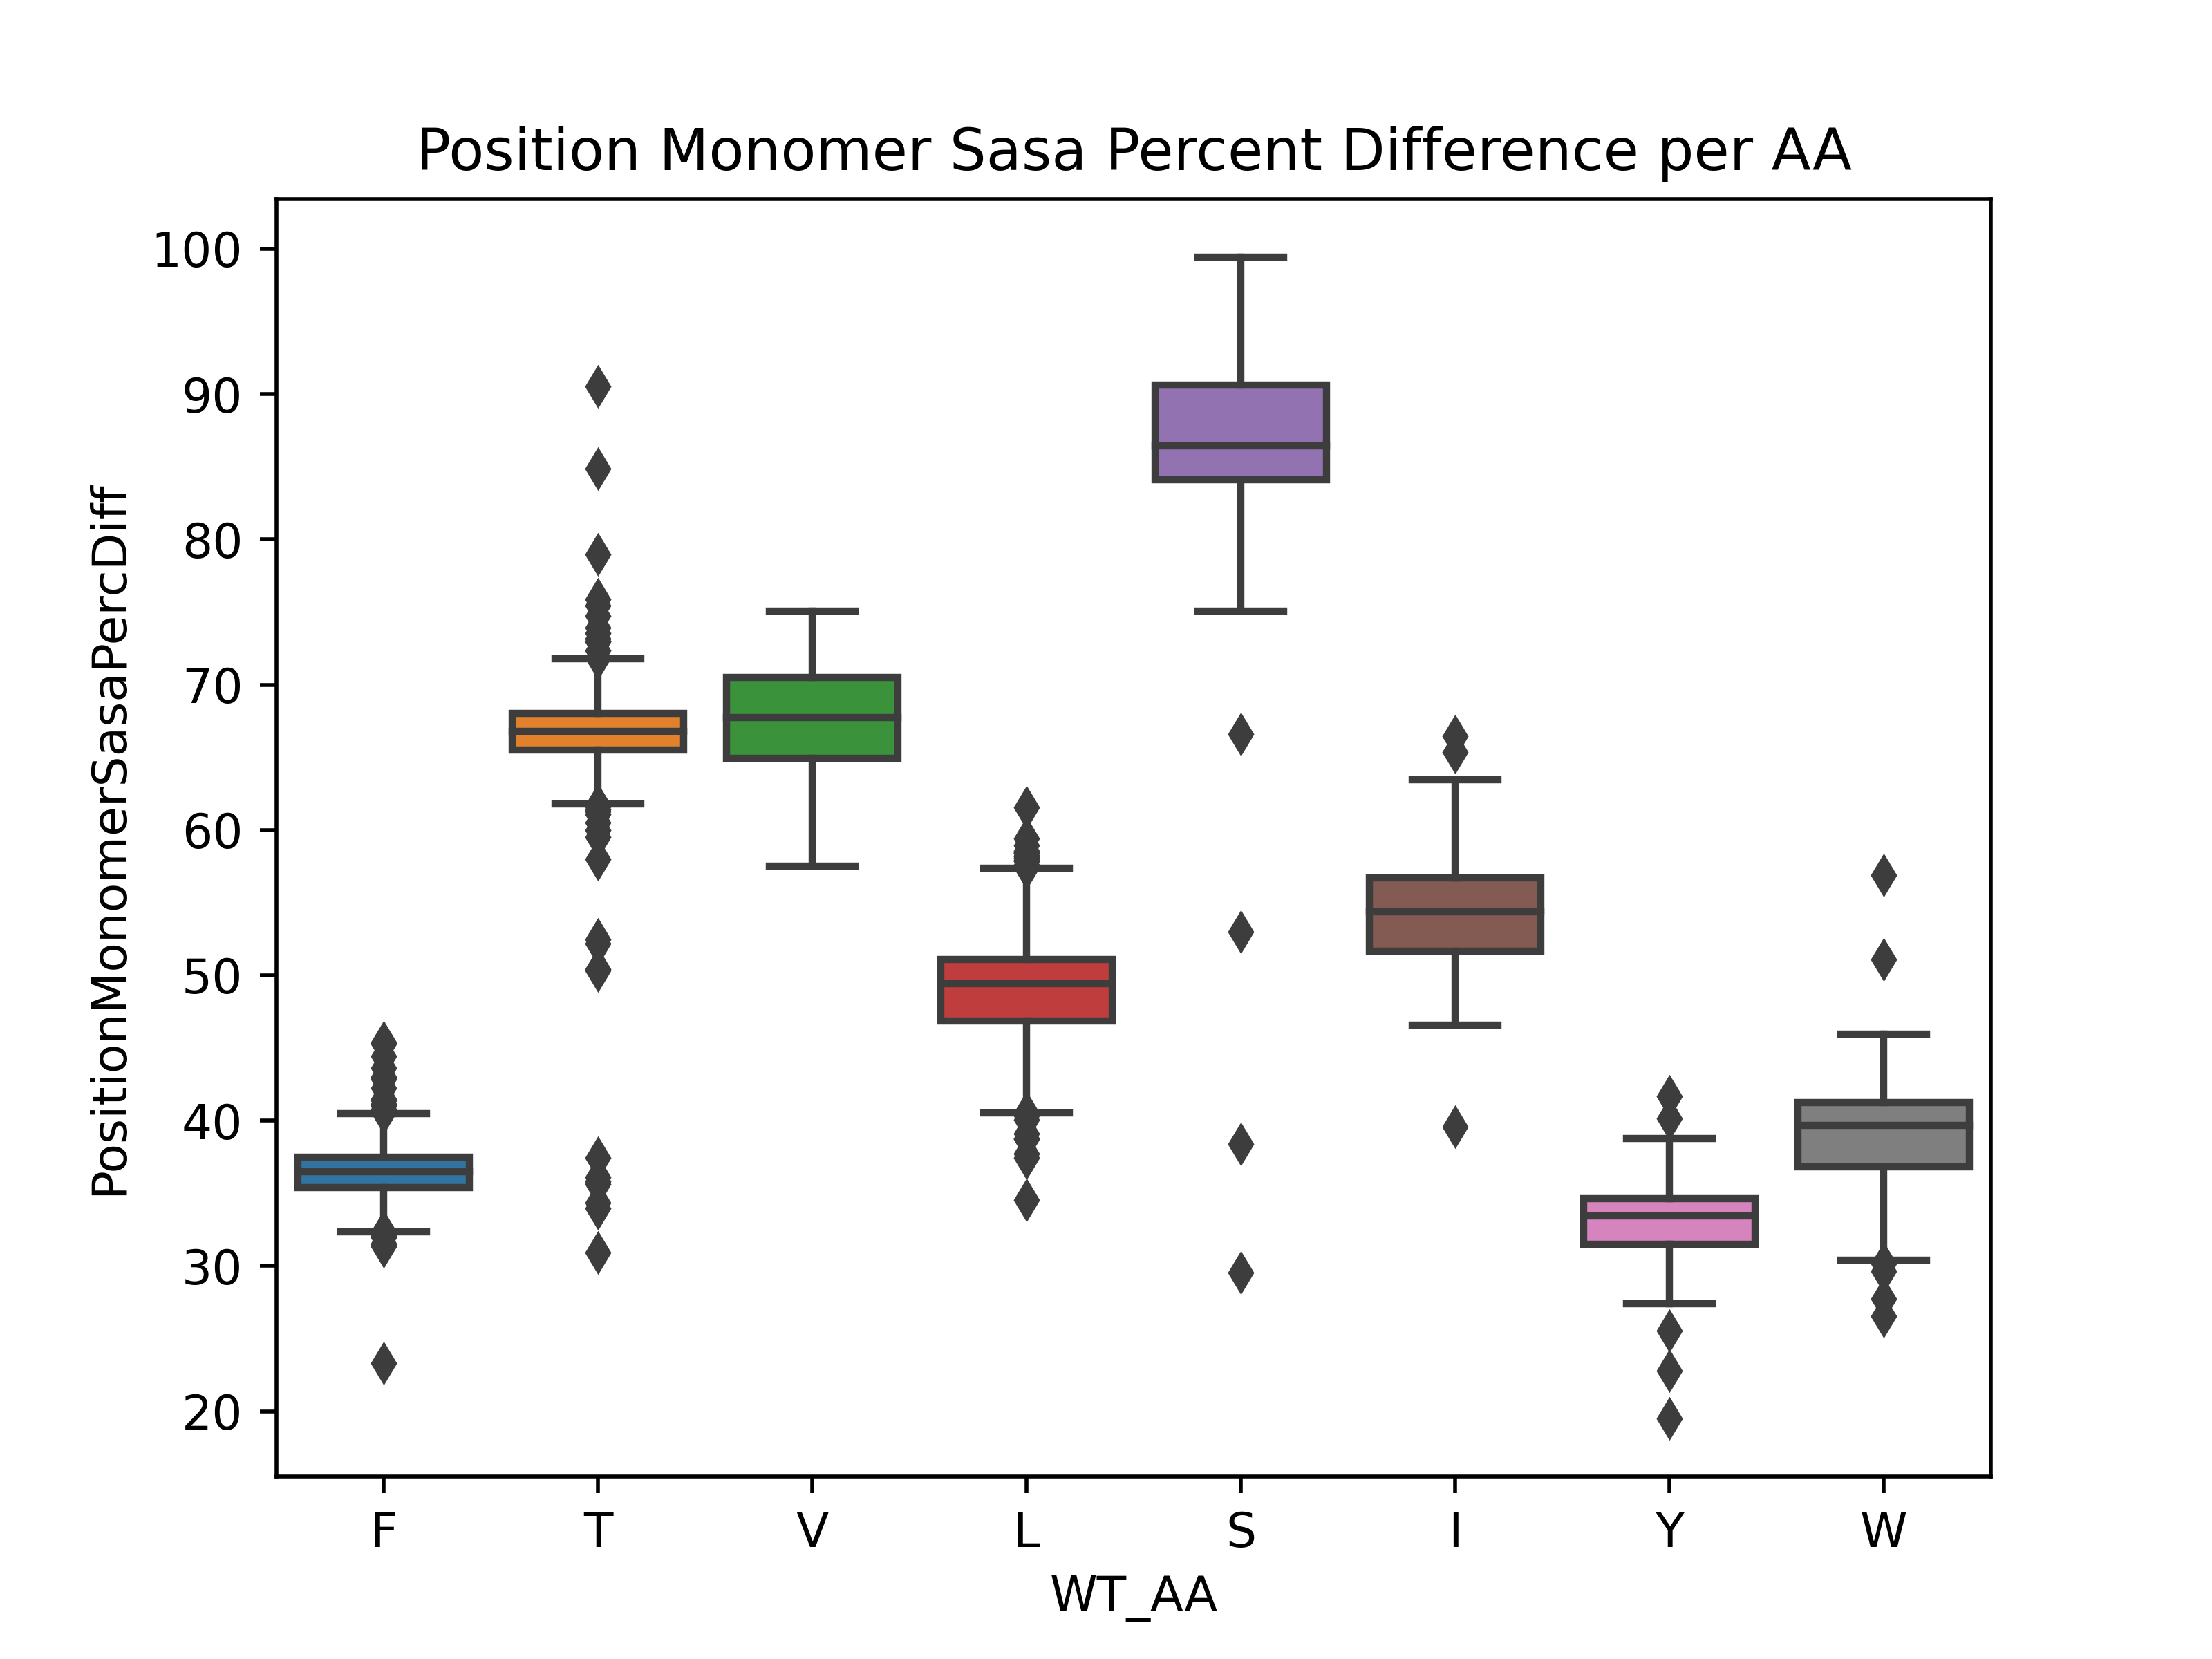 Position Monomer Sasa Percent Difference per AA
PositionMonomerSasaPercDiff
100
90
80
70
60
50
40
30
20
F T V L S I Y W
WT_AA